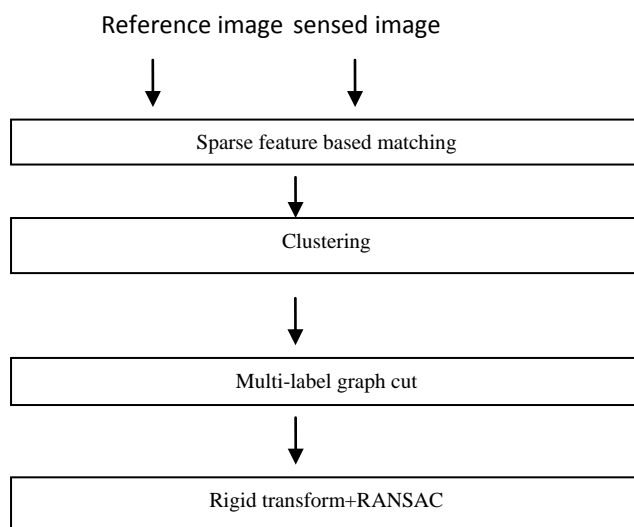 Reference image sensed image
Sparse feature based matching
Clustering
Multi-label graph cut
Rigid transform+RANSAC